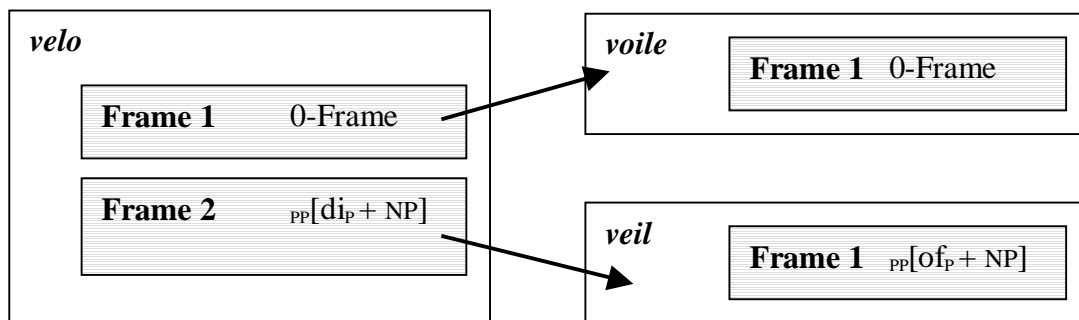 velo
Frame 1 0-Frame
Frame 2 PP[diP + NP]
voile
Frame 1 0-Frame
veil
Frame 1 PP[ofP + NP]